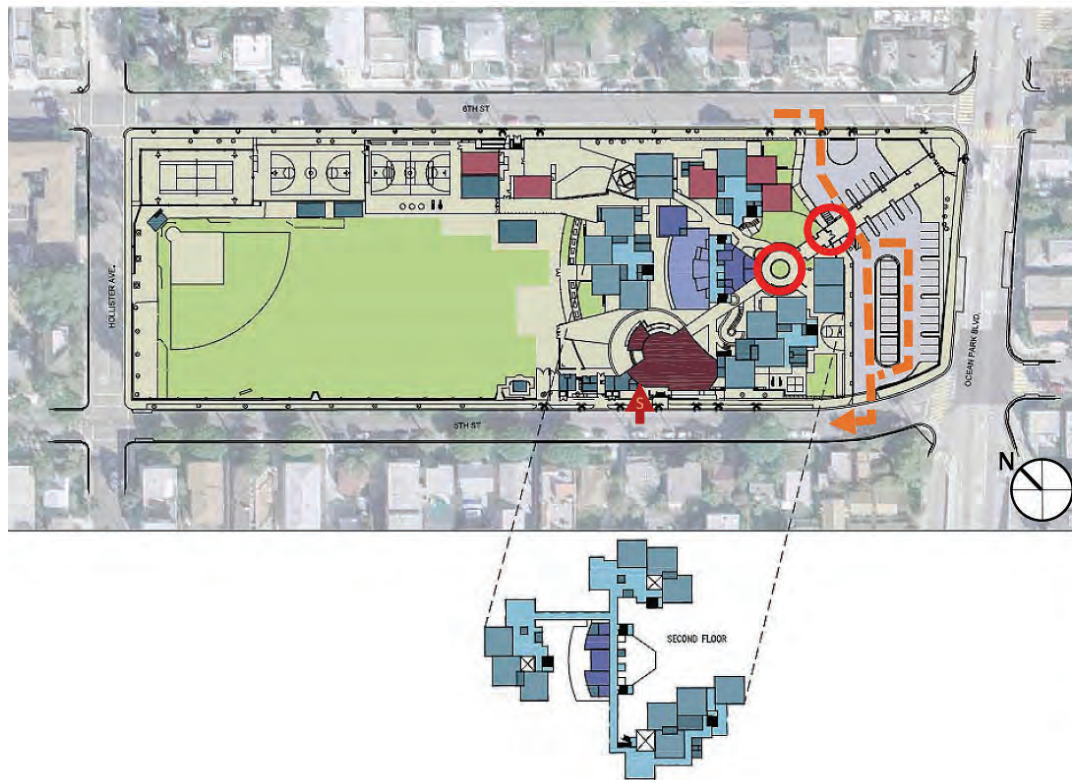 6TH ST
HOLLISTER AVE.
OCEAN PARK BLVD.
S
5TH ST
N
SECOND FLOOR